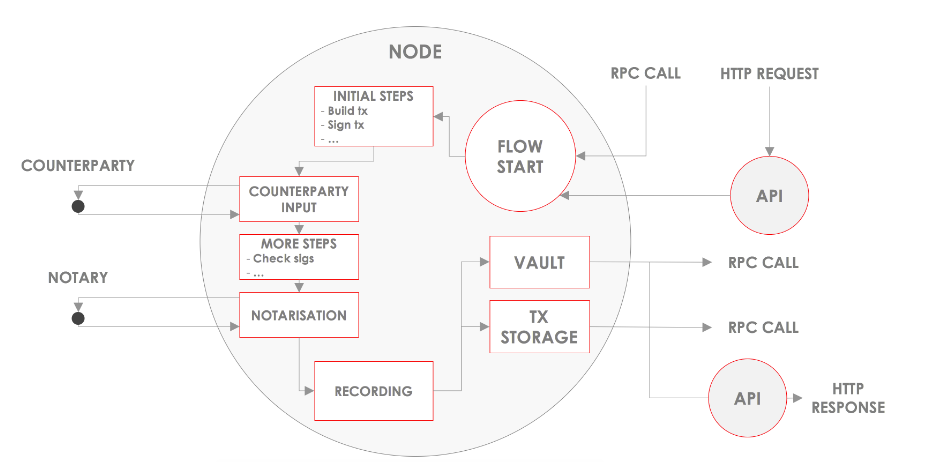 NODE
RPC CALL
HTTP REQUEST
INITIAL STEPS
- Build tx
- Sign tx
- ...
FLOW
START
COUNTERPARTY
COUNTERPARTY
INPUT
API
MORE STEPS
- Check sigs
- ...
VAULT
RPC CALL
NOTARY
NOTARISATION
TX
STORAGE
RPC CALL
RECORDING
API
HTTP
RESPONSE